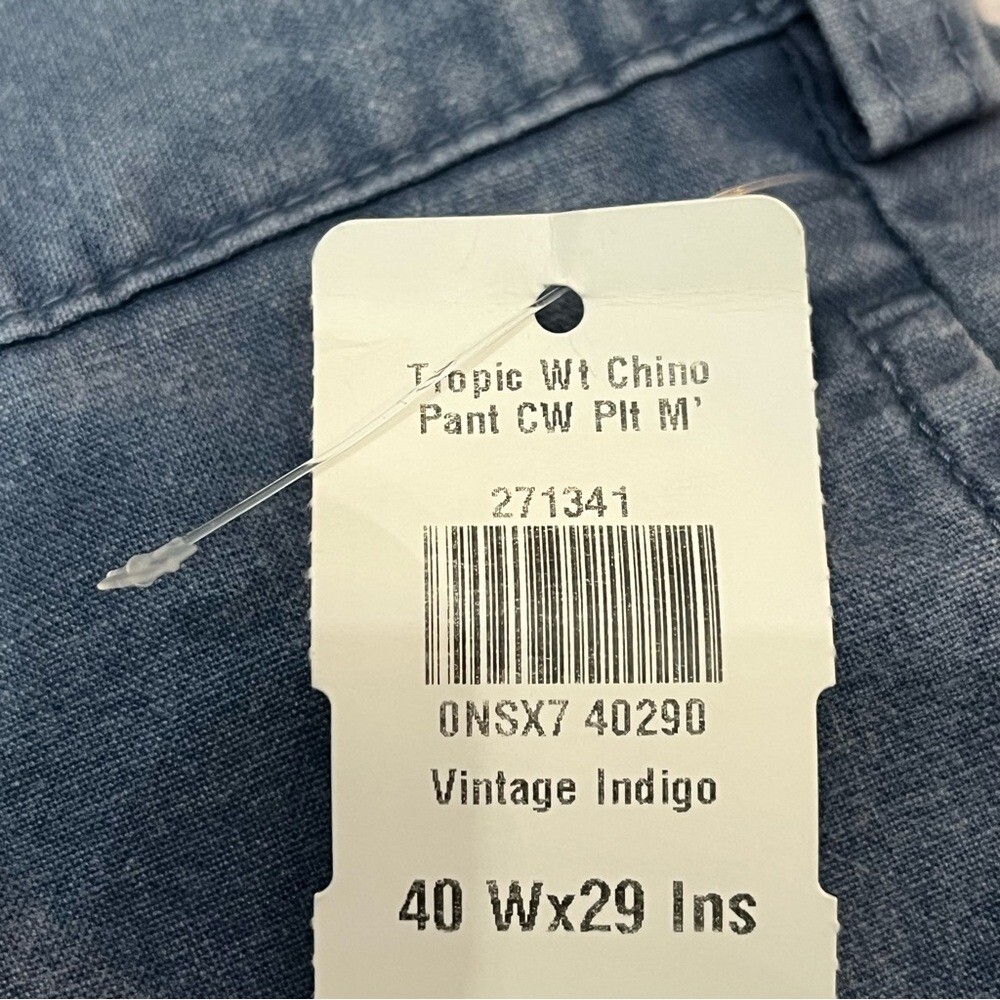 Tropic Wt Chino
Pant CW Plt M'
271341
0NSX7 40290
Vintage Indigo
40 Wx29 Ins